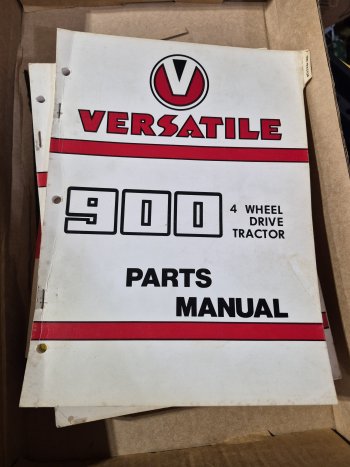 V
VERSATILE
900
4 WHEEL
DRIVE
TRACTOR
PARTS
MANUAL